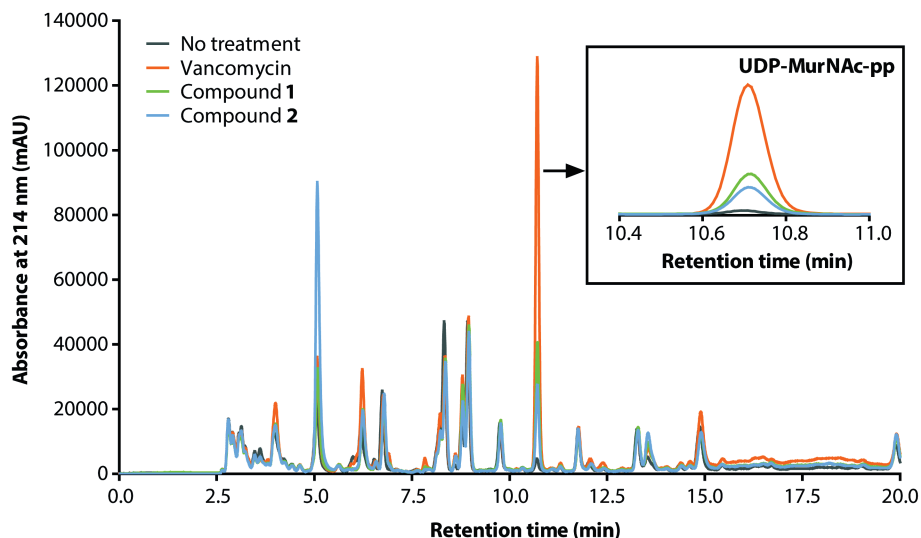 140000
120000
100000
80000
60000
40000
20000
0
Absorbance at 214 nm (mAU)
No treatment
Vancomycin
Compound 1
Compound 2
UDP-MurNAc-pp
10.4 10.6 10.8 11.0
Retention time (min)
0.0 2.5 5.0 7.5 10.0 12.5 15.0 17.5 20.0
Retention time (min)